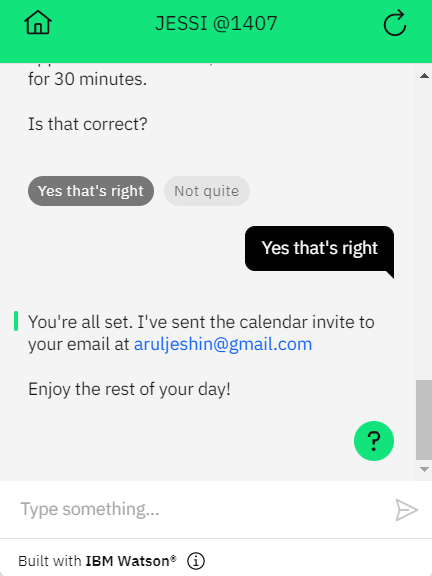 JESSI @1407
for 30 minutes.
Is that correct?
Yes that's right Not quite
Yes that's right
You're all set. I've sent the calendar invite to
your email at aruljeshin@gmail.com
Enjoy the rest of your day!
?
Type something...
Built with IBM Watson®